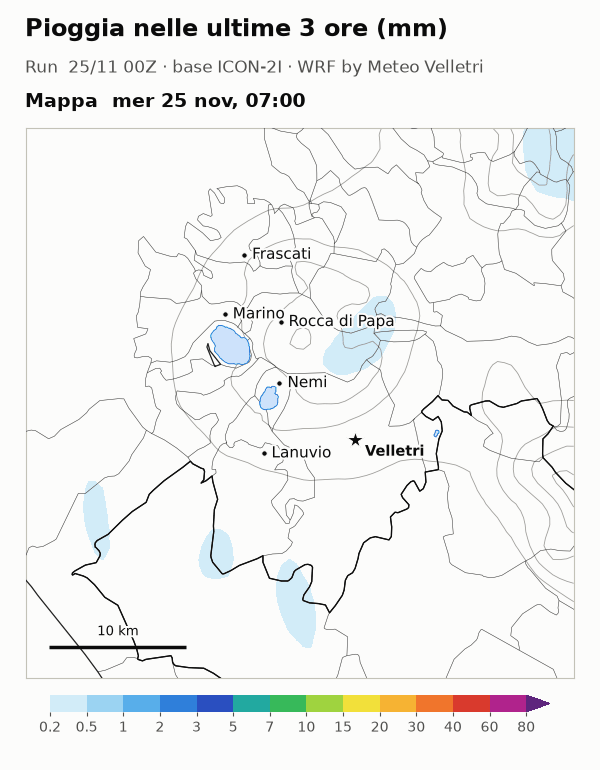 Pioggia nelle ultime 3 ore (mm)
Run  25/11 00Z · base ICON-2I · WRF by Meteo Velletri
Mappa  mer 25 nov, 07:00
Frascati
Marino
Rocca di Papa
Nemi
Velletri
Lanuvio
10 km
0.2 0.5 1 2 3 5 7 10 15 20 30 40 60 80